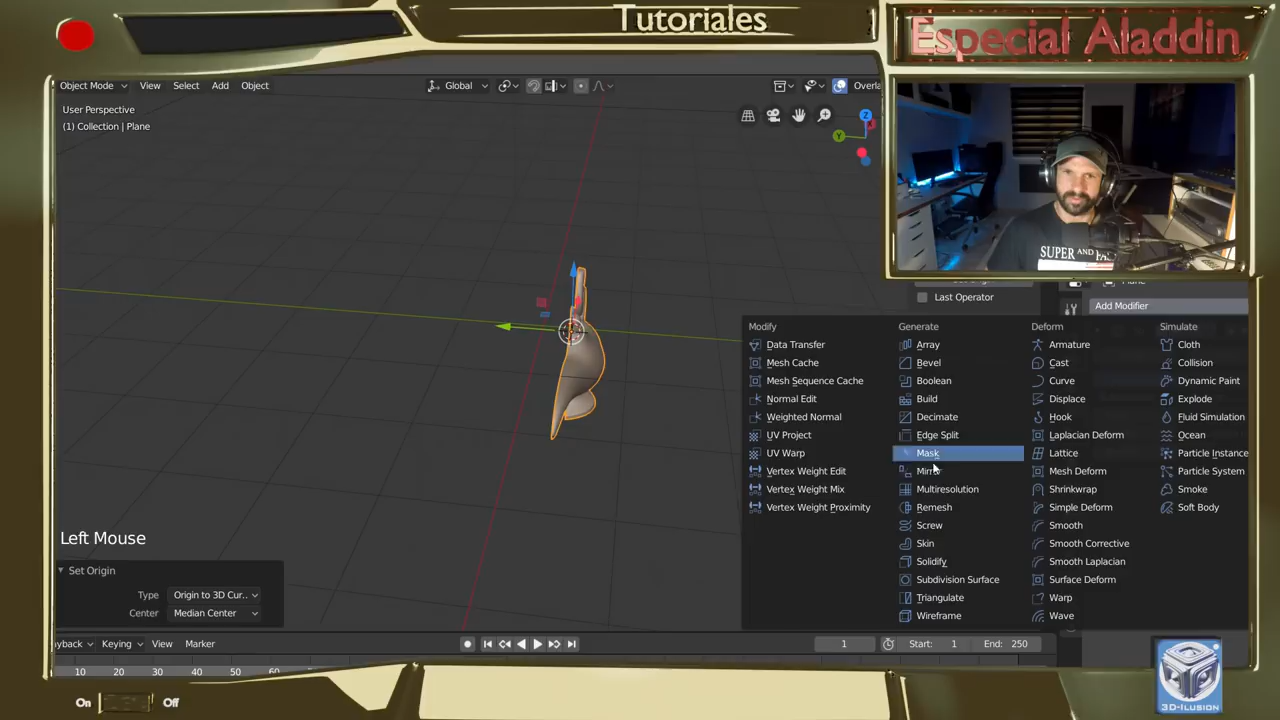 Tutoriales
Especial Aladdin
Object Mode View Select Add Object Global Overla
User Perspective
(1) Collection | Plane
SUPER AND
Last Operator
Add Modifier
Modify Generate Deform Simulate
Data Transfer Array Armature Cloth
Mesh Cache Bevel Cast Collision
Mesh Sequence Cache Boolean Curve Dynamic Paint
Normal Edit Build Displace Explode
Weighted Normal Decimate Hook Fluid Simulation
UV Project Edge Split Laplacian Deform Ocean
UV Warp Mask Lattice Particle Instance
Vertex Weight Edit Mirror Mesh Deform Particle System
Vertex Weight Mix Multiresolution Shrinkwrap Smoke
Vertex Weight Proximity Remesh Simple Deform Soft Body
Screw Smooth
Skin Smooth Corrective
Solidify Smooth Laplacian
Subdivision Surface Surface Deform
Triangulate Warp
Wireframe Wave
Left Mouse
Set Origin
Type Origin to 3D Cur..
Center Median Center
yback Keying View Marker 1 Start: 1 End: 250
10 20 30 40 50 60
On Off
3D-ILUSION